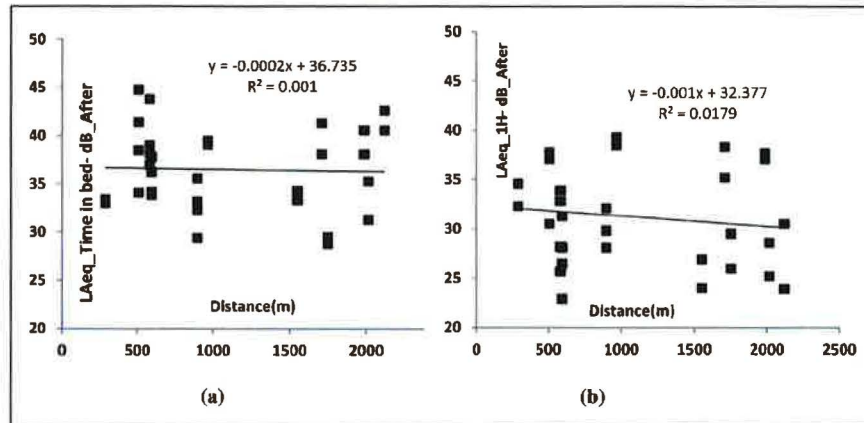 50
45
40
35
30
25
20
LAeq_Time in bed- dB_After
y = -0.0002x + 36.735
R² = 0.001
Distance(m)
0 500 1000 1500 2000
(a)
50
45
40
35
30
25
20
LAeq_1H- dB_After
y = -0.001x + 32.377
R² = 0.0179
Distance(m)
0 500 1000 1500 2000 2500
(b)